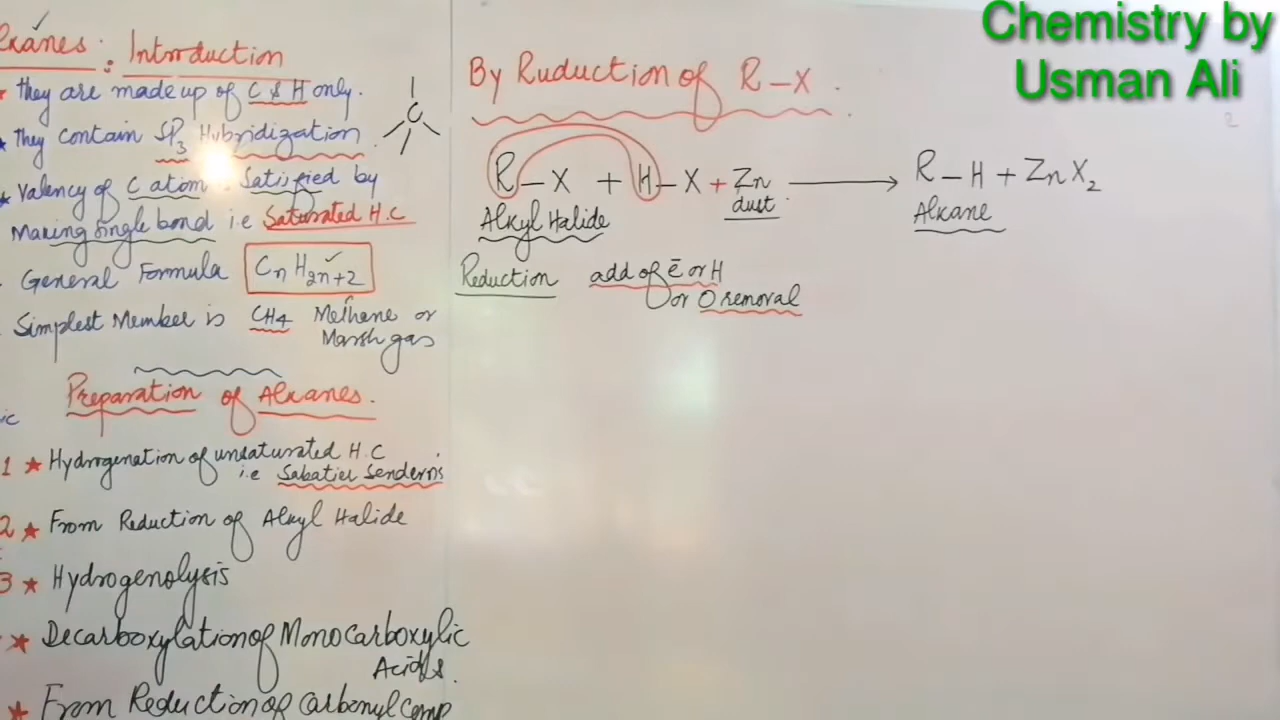 Alkanes : Introduction
★ they are made up of C & H only.
★ They contain SP3 Hybridization.
C
★ Valency of C atom Satisfied by
Making Single bond i.e Saturated H.C
General Formula CnH2n+2
Simplest Member is CH4 Methane or
Marsh gas
Preparation of Alkanes.
ic
1 ★ Hydrogenation of unsaturated H.C
i.e Sabatier Senderns
2 ★ From Reduction of Alkyl Halide
3 ★ Hydrogenolysis
★ Decarboxylation of Monocarboxylic
Acids.
★ From Reduction of Carbonyl Comp
By Ruduction of R-X.
R-X + H-X + Zn → R-H + ZnX2
Alkyl Halide dust Alkane
Reduction add of ē or H
or O removal
Chemistry by
Usman Ali
2